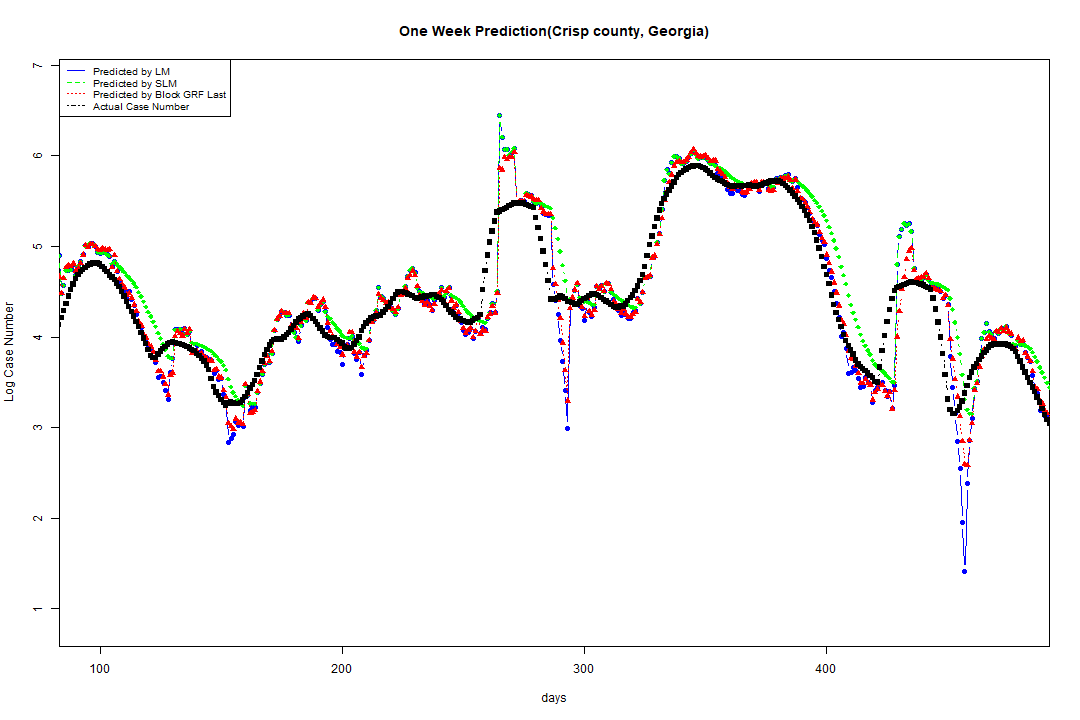 One Week Prediction(Crisp county, Georgia)
Predicted by LM
Predicted by SLM
Predicted by Block GRF Last
Actual Case Number
7
6
5
4
3
2
1
Log Case Number
100 200 300 400
days